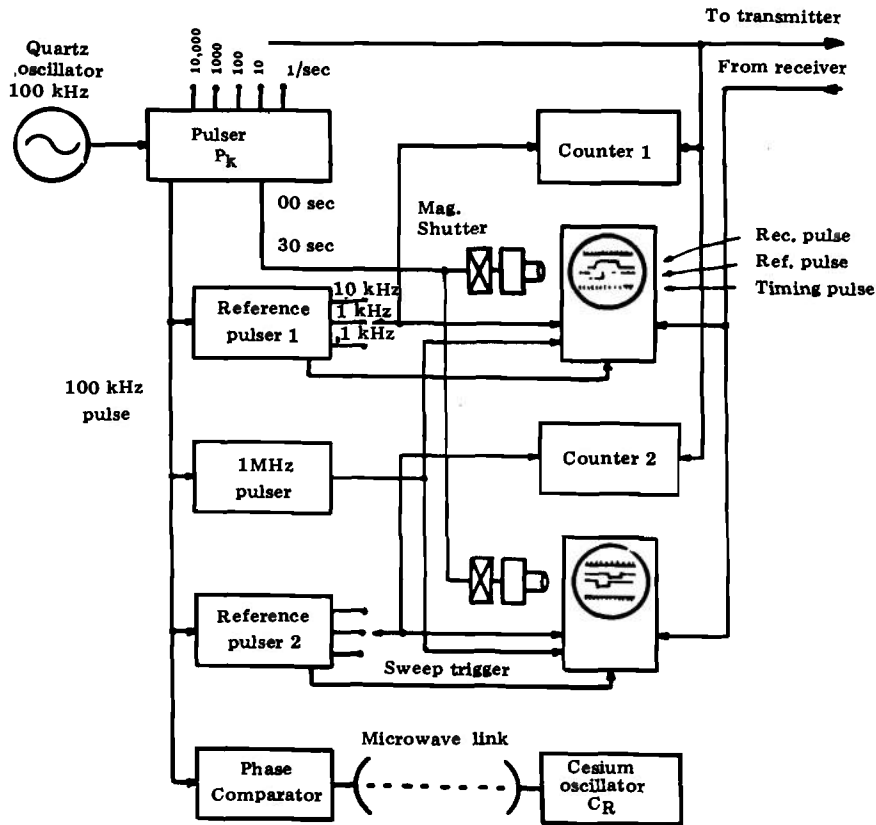 To transmitter
Quartz
oscillator
100 kHz
10,000
1000
100
10
1/sec
From receiver
Pulser
P_k
Counter 1
00 sec
30 sec
Mag.
Shutter
Rec. pulse
Ref. pulse
Timing pulse
10 kHz
1 kHz
.1 kHz
Reference
pulser 1
100 kHz
pulse
1MHz
pulser
Counter 2
Reference
pulser 2
Sweep trigger
Microwave link
Phase
Comparator
Cesium
oscillator
C_R